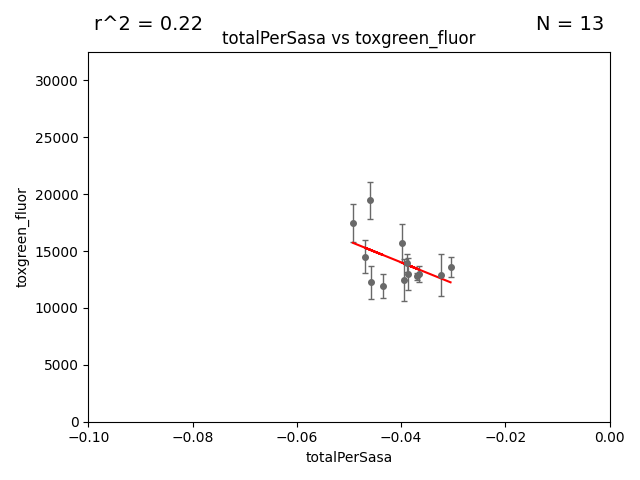 r^2 = 0.22
N = 13
totalPerSasa vs toxgreen_fluor
30000
25000
20000
15000
10000
5000
0
toxgreen_fluor
−0.10
−0.08
−0.06
−0.04
−0.02
0.00
totalPerSasa